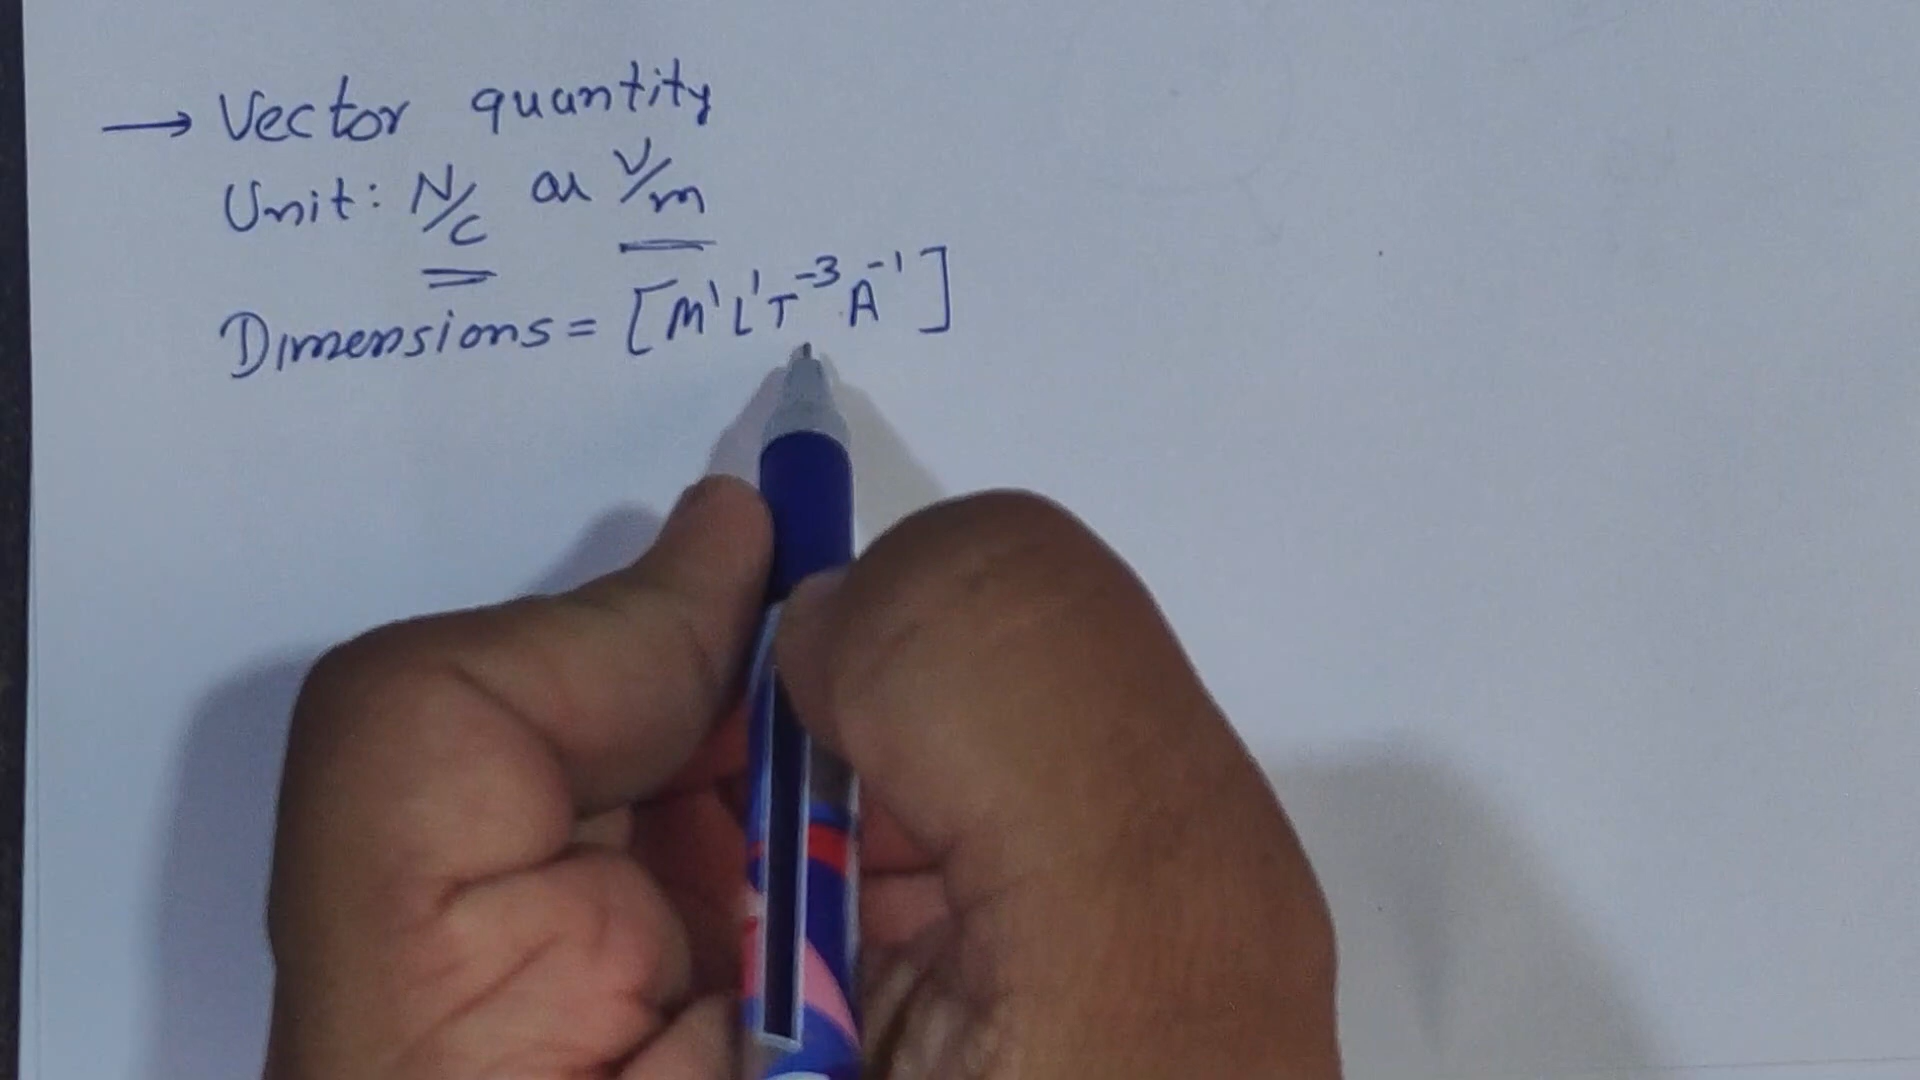 → Vector quantity
Unit: N/C or V/m
Dimensions = [M¹L¹T⁻³A⁻¹]